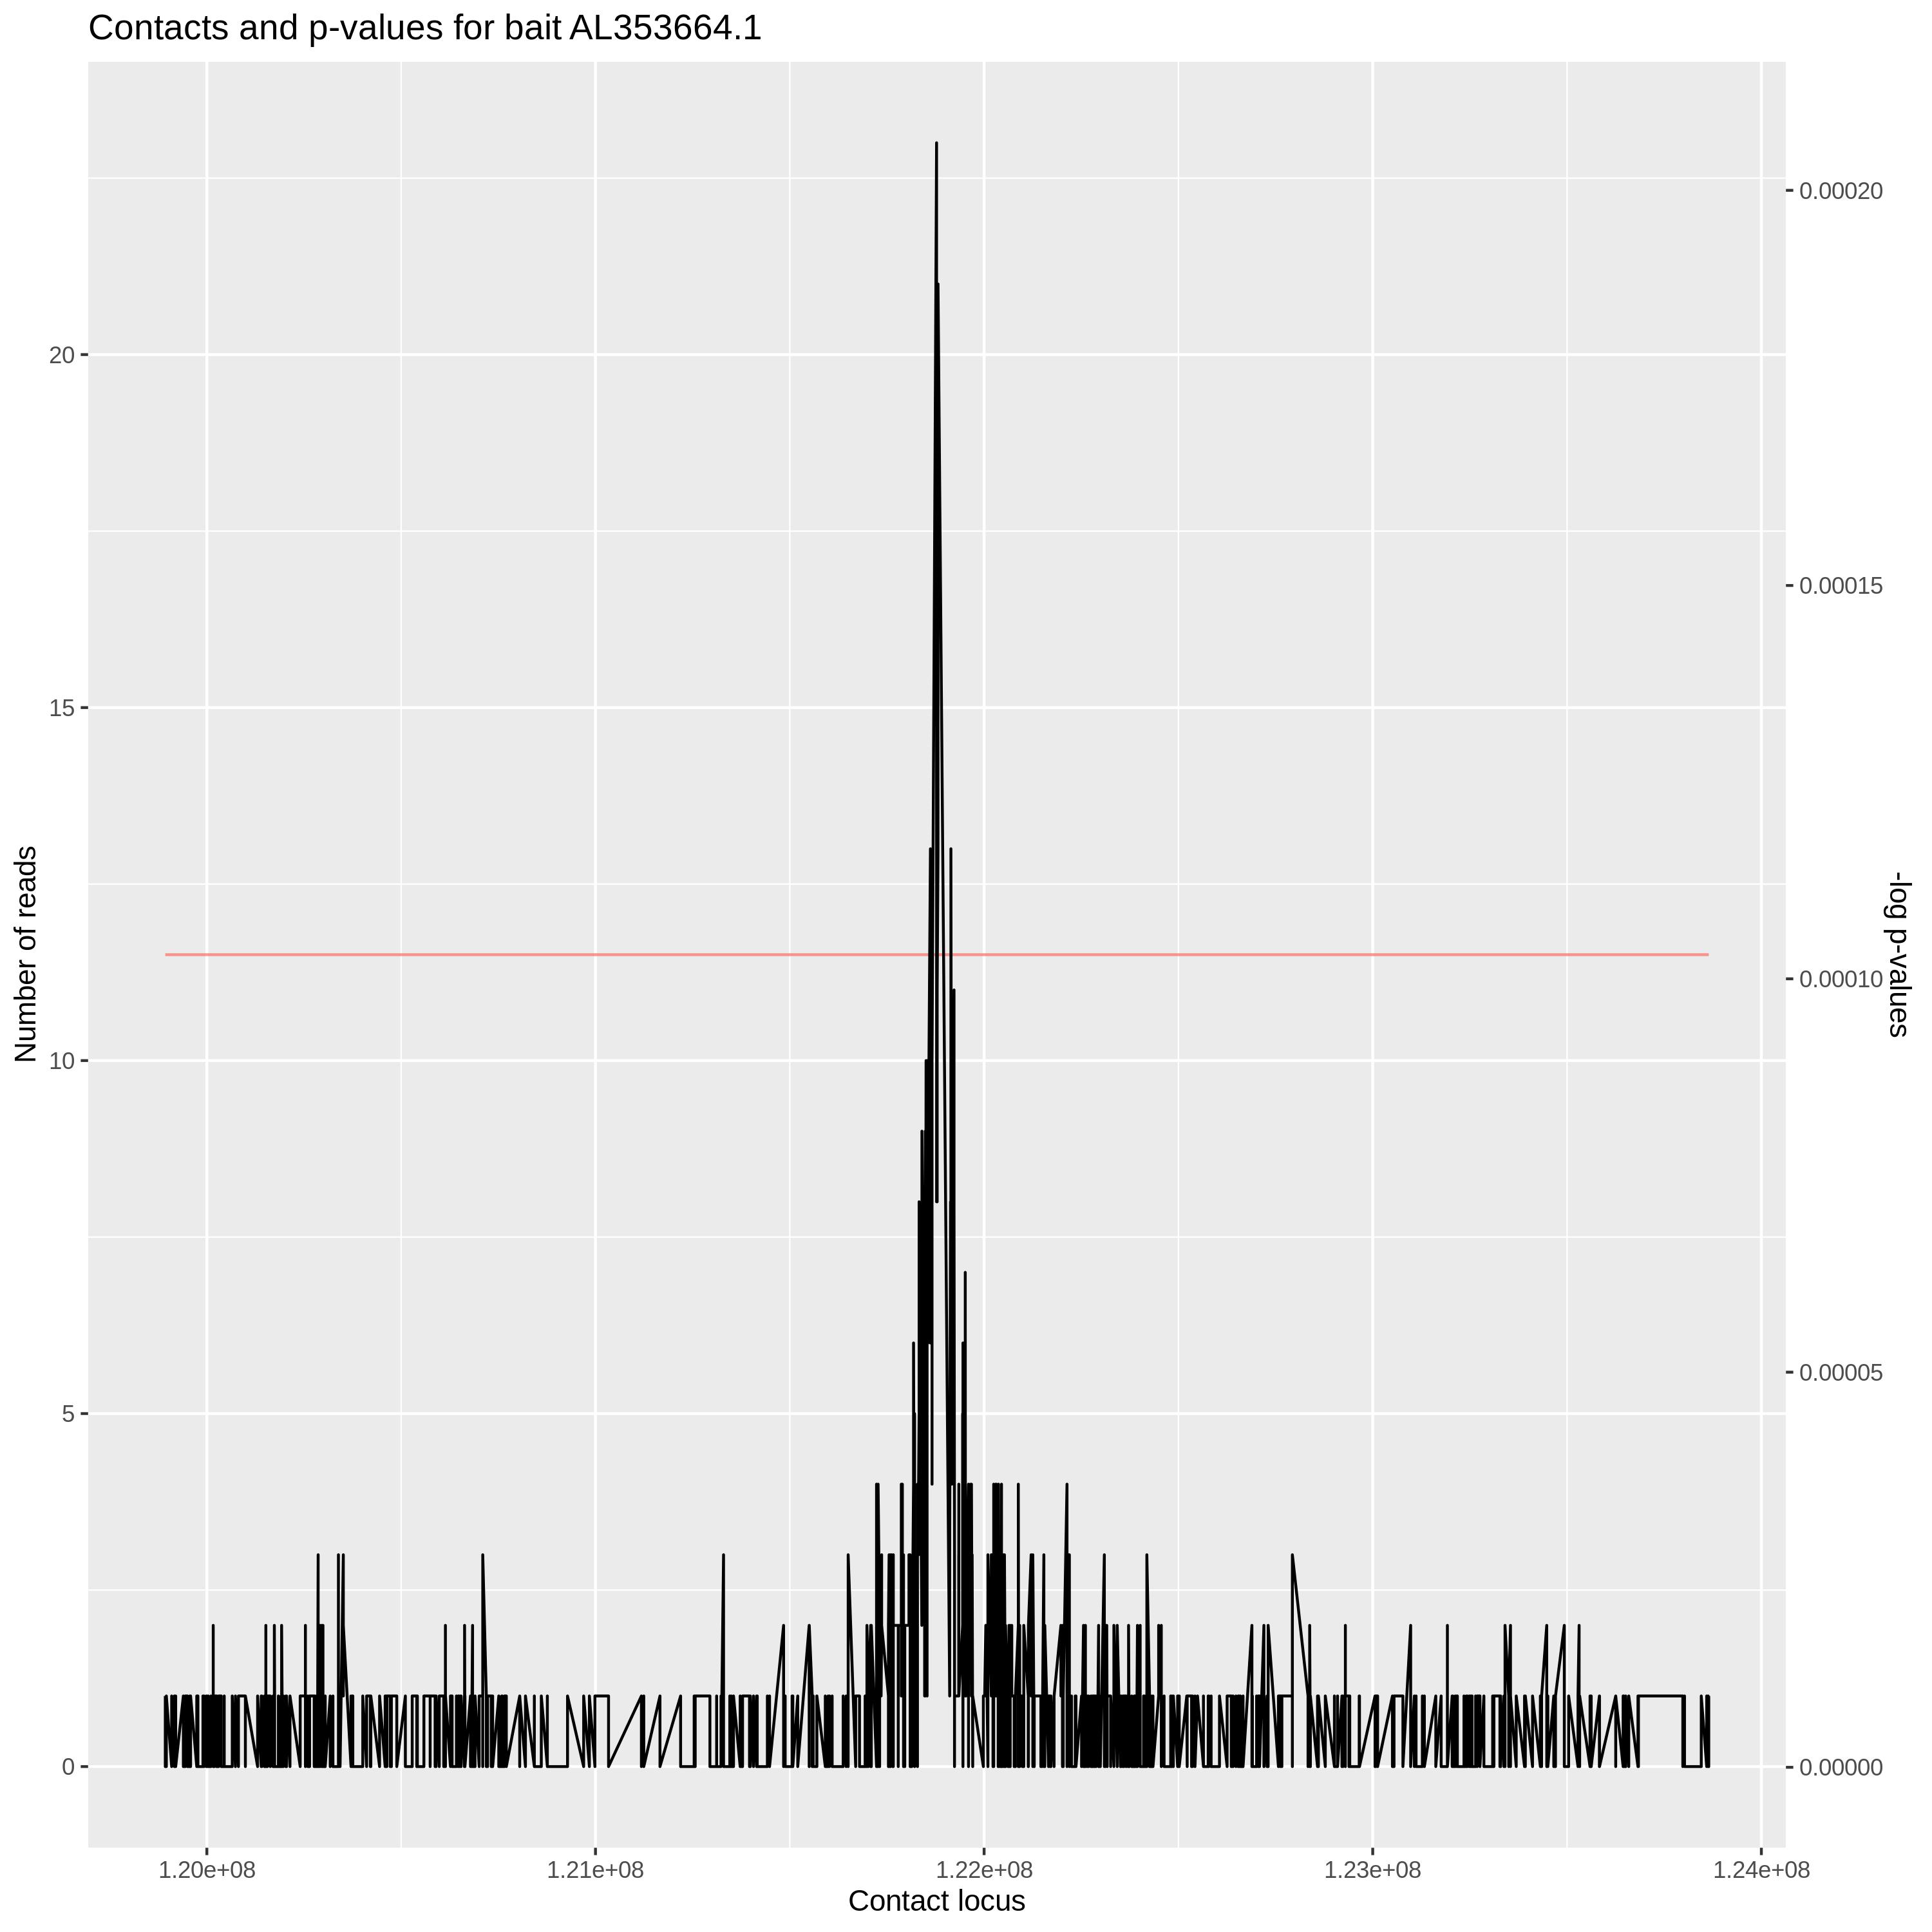 Contacts and p-values for bait AL353664.1
20
15
10
5
0
Number of reads
0.00020
0.00015
0.00010
0.00005
0.00000
-log p-values
1.20e+08
1.21e+08
1.22e+08
1.23e+08
1.24e+08
Contact locus